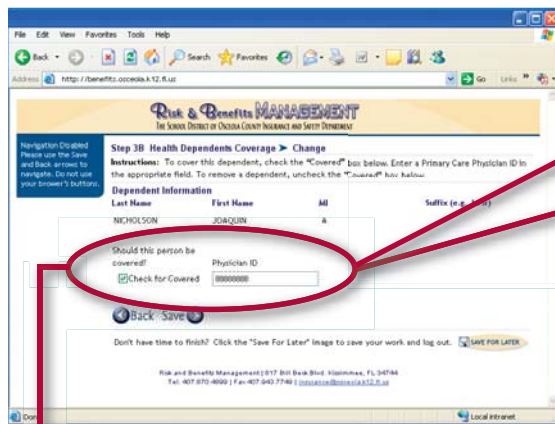 File Edit View Favorites Tools Help
Back Search Favorites
Address http://benefits.osceola.k12.fl.us Go Links »
Risk & Benefits MANAGEMENT
THE SCHOOL DISTRICT OF OSCEOLA COUNTY INSURANCE AND SAFETY DEPARTMENT
Navigation Disabled
Please use the Save
and Back arrows to
navigate. Do not use
your brower's buttons.
Step 3B Health Dependents Coverage ➤ Change
Instructions: To cover this dependent, check the "Covered" box below. Enter a Primary Care Physician ID in
the appropriate field. To remove a dependent, uncheck the "Covered" box below.
Dependent Information
Last Name First Name MI Suffix (e.g.
NICHOLSON JOAQUIN A
Should this person be
covered? Physician ID
Check for Covered 00000000
Back Save
Don't have time to finish? Click the "Save For Later" image to save your work and log out. SAVE FOR LATER
Risk and Benefits Management | 817 Bill Beck Blvd. Kissimmee, FL 34744
Tel: 407.870.4899 | Fax 407.943.7749 |
Local intranet